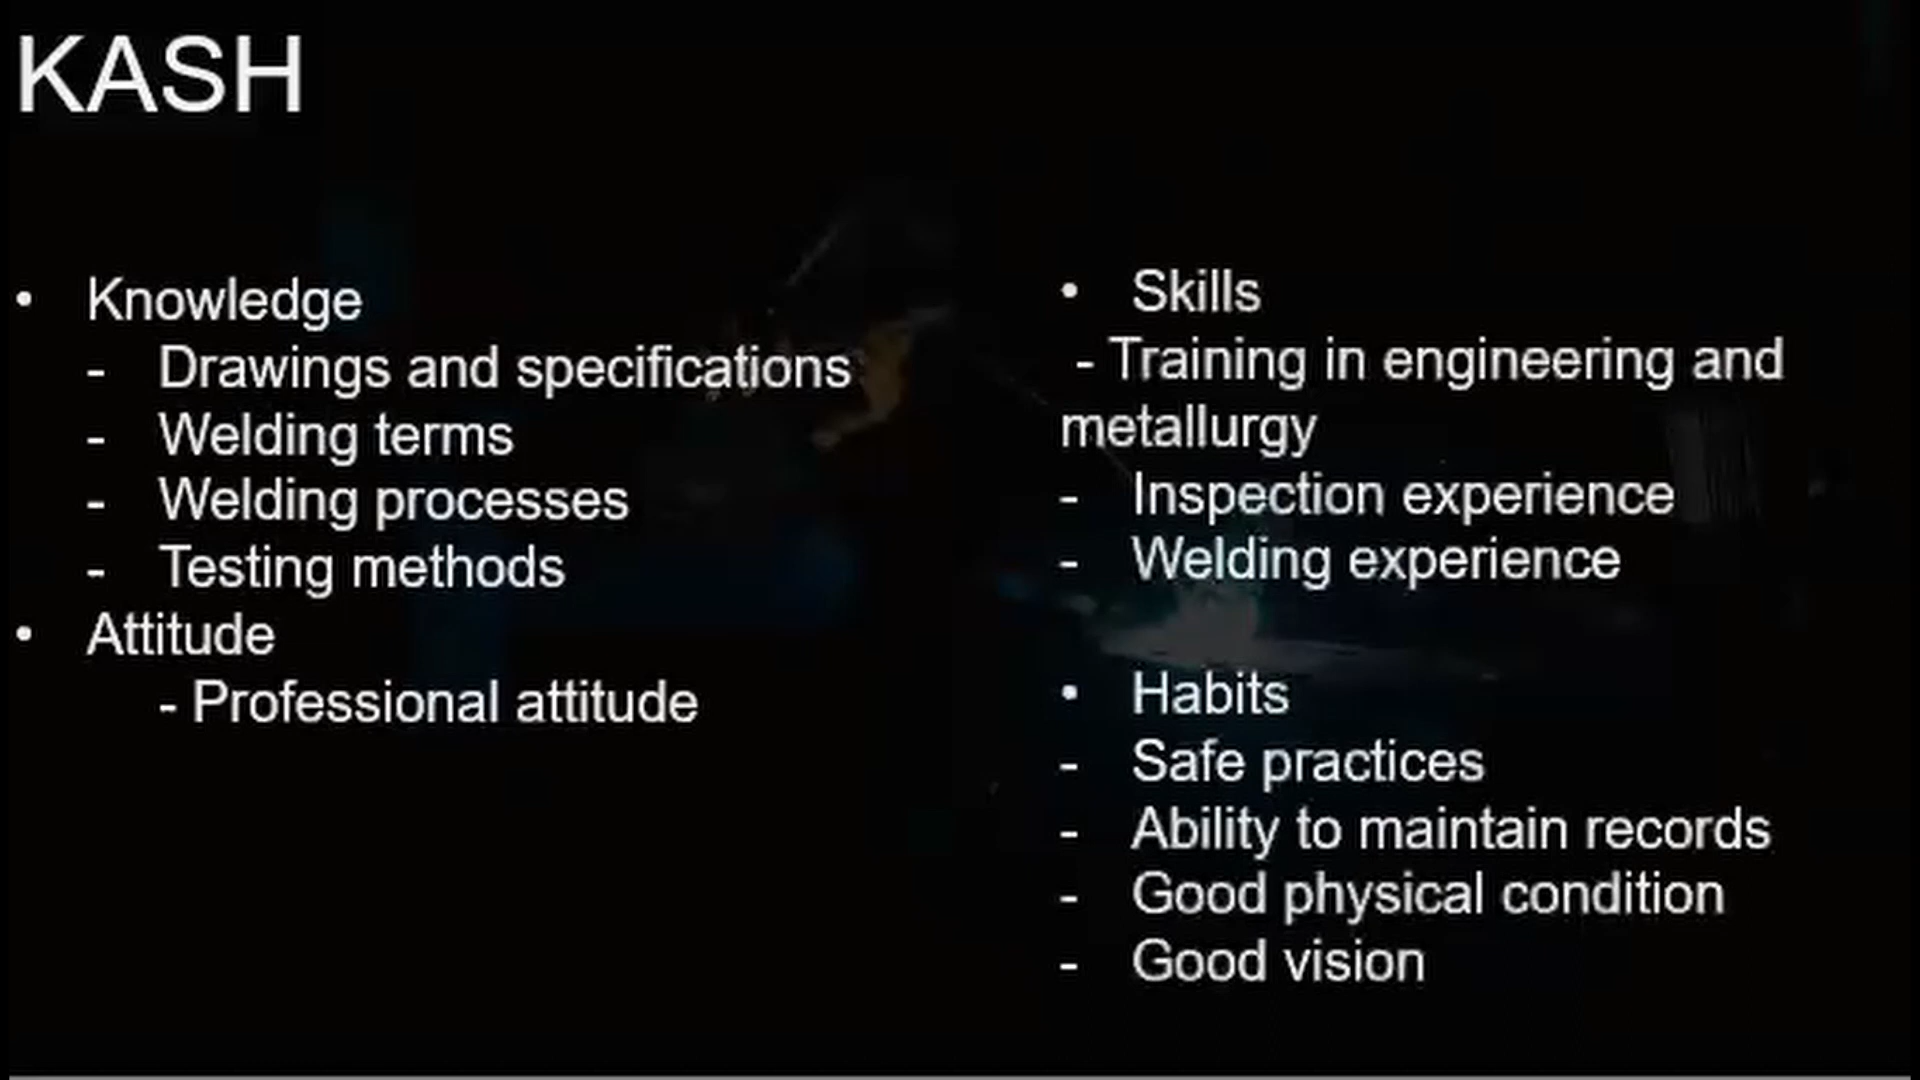 KASH
• Knowledge
- Drawings and specifications
- Welding terms
- Welding processes
- Testing methods
• Attitude
- Professional attitude
• Skills
- Training in engineering and
metallurgy
- Inspection experience
- Welding experience
• Habits
- Safe practices
- Ability to maintain records
- Good physical condition
- Good vision